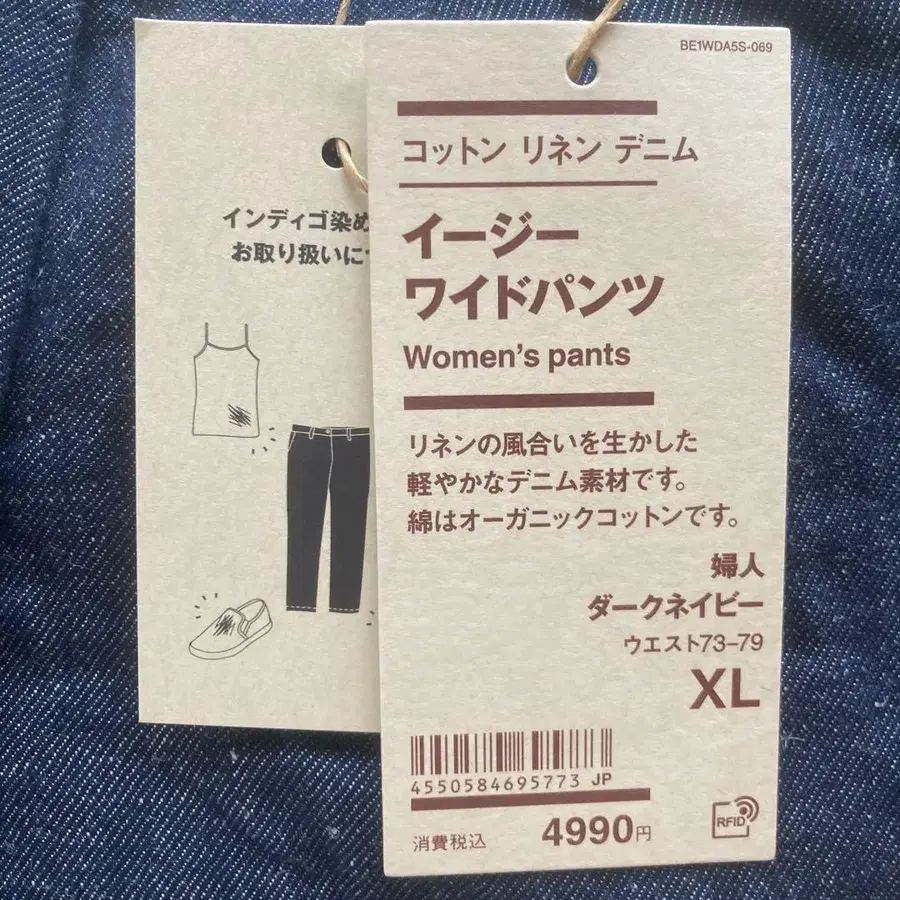 インディゴ染め
お取り扱いにつ
BE1WDA5S-069
コットン リネン デニム
イージー
ワイドパンツ
Women's pants
リネンの風合いを生かした
軽やかなデニム素材です。
綿はオーガニックコットンです。
婦人
ダークネイビー
ウエスト73-79
XL
4550584695773 JP
消費税込 4990円
RFID